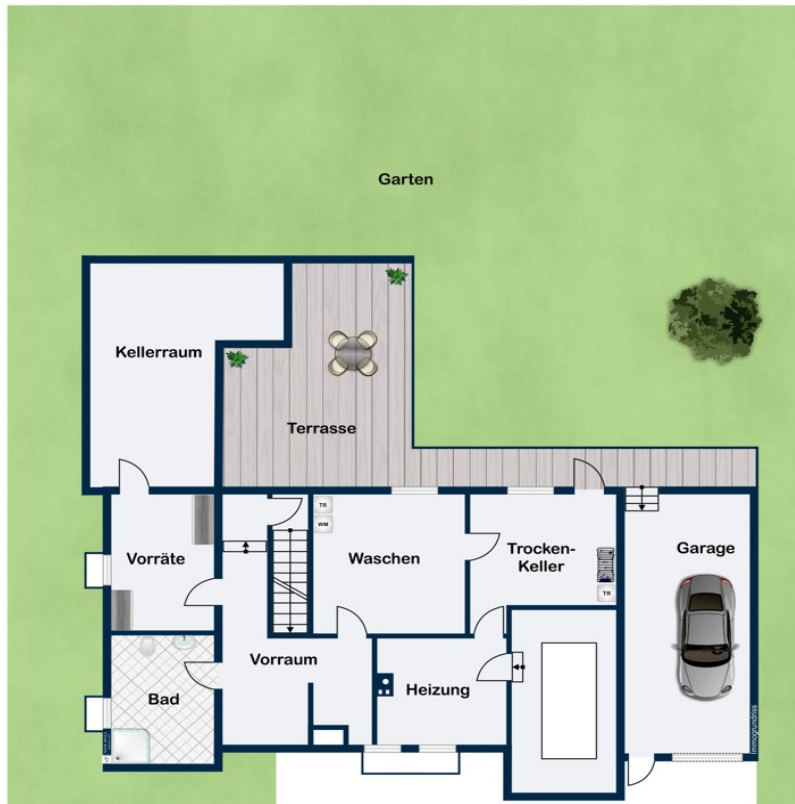 Garten
Kellerraum
Terrasse
TR
WM
Vorräte
Waschen
Trocken-
Keller
Garage
TR
Vorraum
Bad
Heizung
immogrundriss